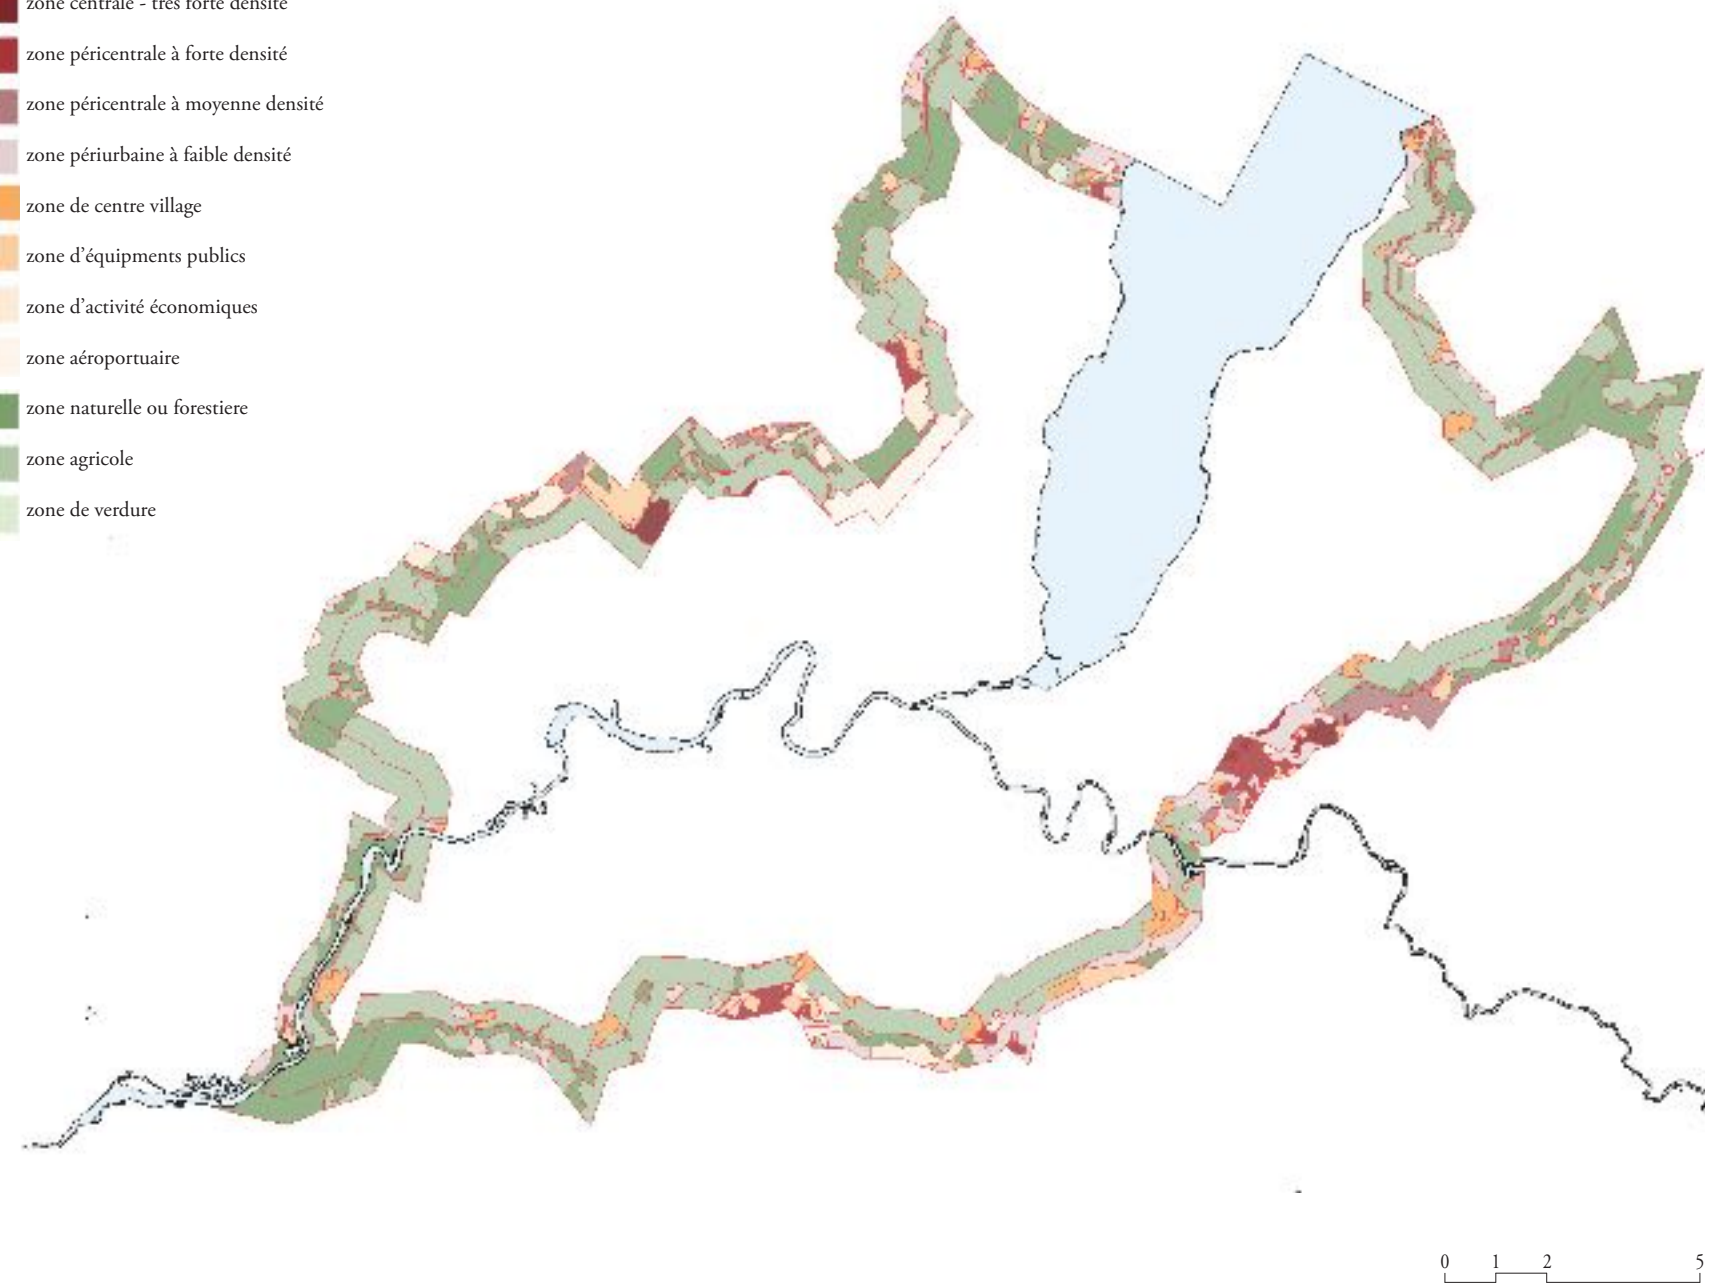 zone centrale - très forte densité
zone péricentrale à forte densité
zone péricentrale à moyenne densité
zone périurbaine à faible densité
zone de centre village
zone d'équipments publics
zone d'activité économiques
zone aéroportuaire
zone naturelle ou forestiere
zone agricole
zone de verdure
0 1 2 5